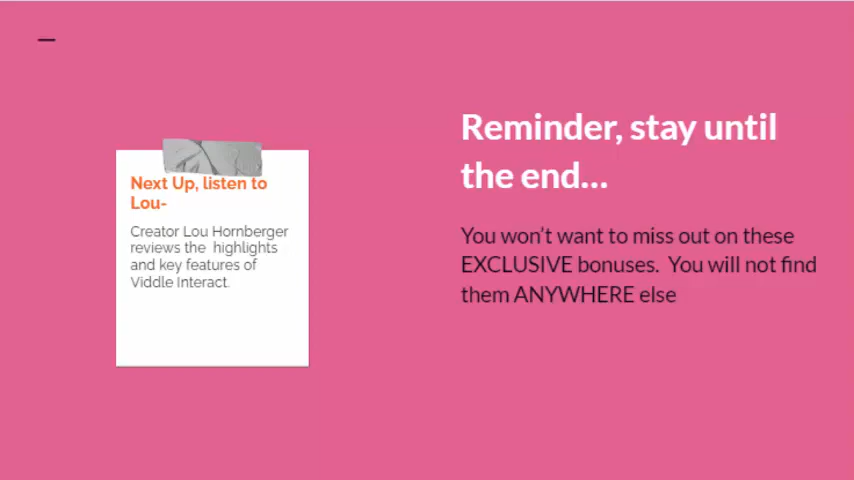 Next Up, listen to
Lou-
Creator Lou Hornberger
reviews the  highlights
and key features of
Viddle Interact.
Reminder, stay until
the end...
You won't want to miss out on these
EXCLUSIVE bonuses.  You will not find
them ANYWHERE else